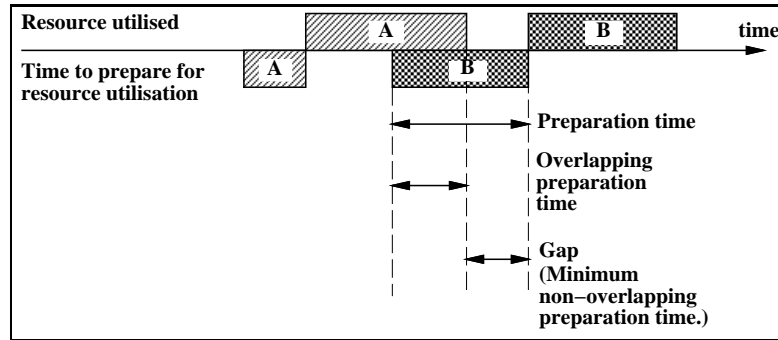 Resource utilised
A
B
time
Time to prepare for
resource utilisation
A
B
Preparation time
Overlapping
preparation
time
Gap
(Minimum
non−overlapping
preparation time.)